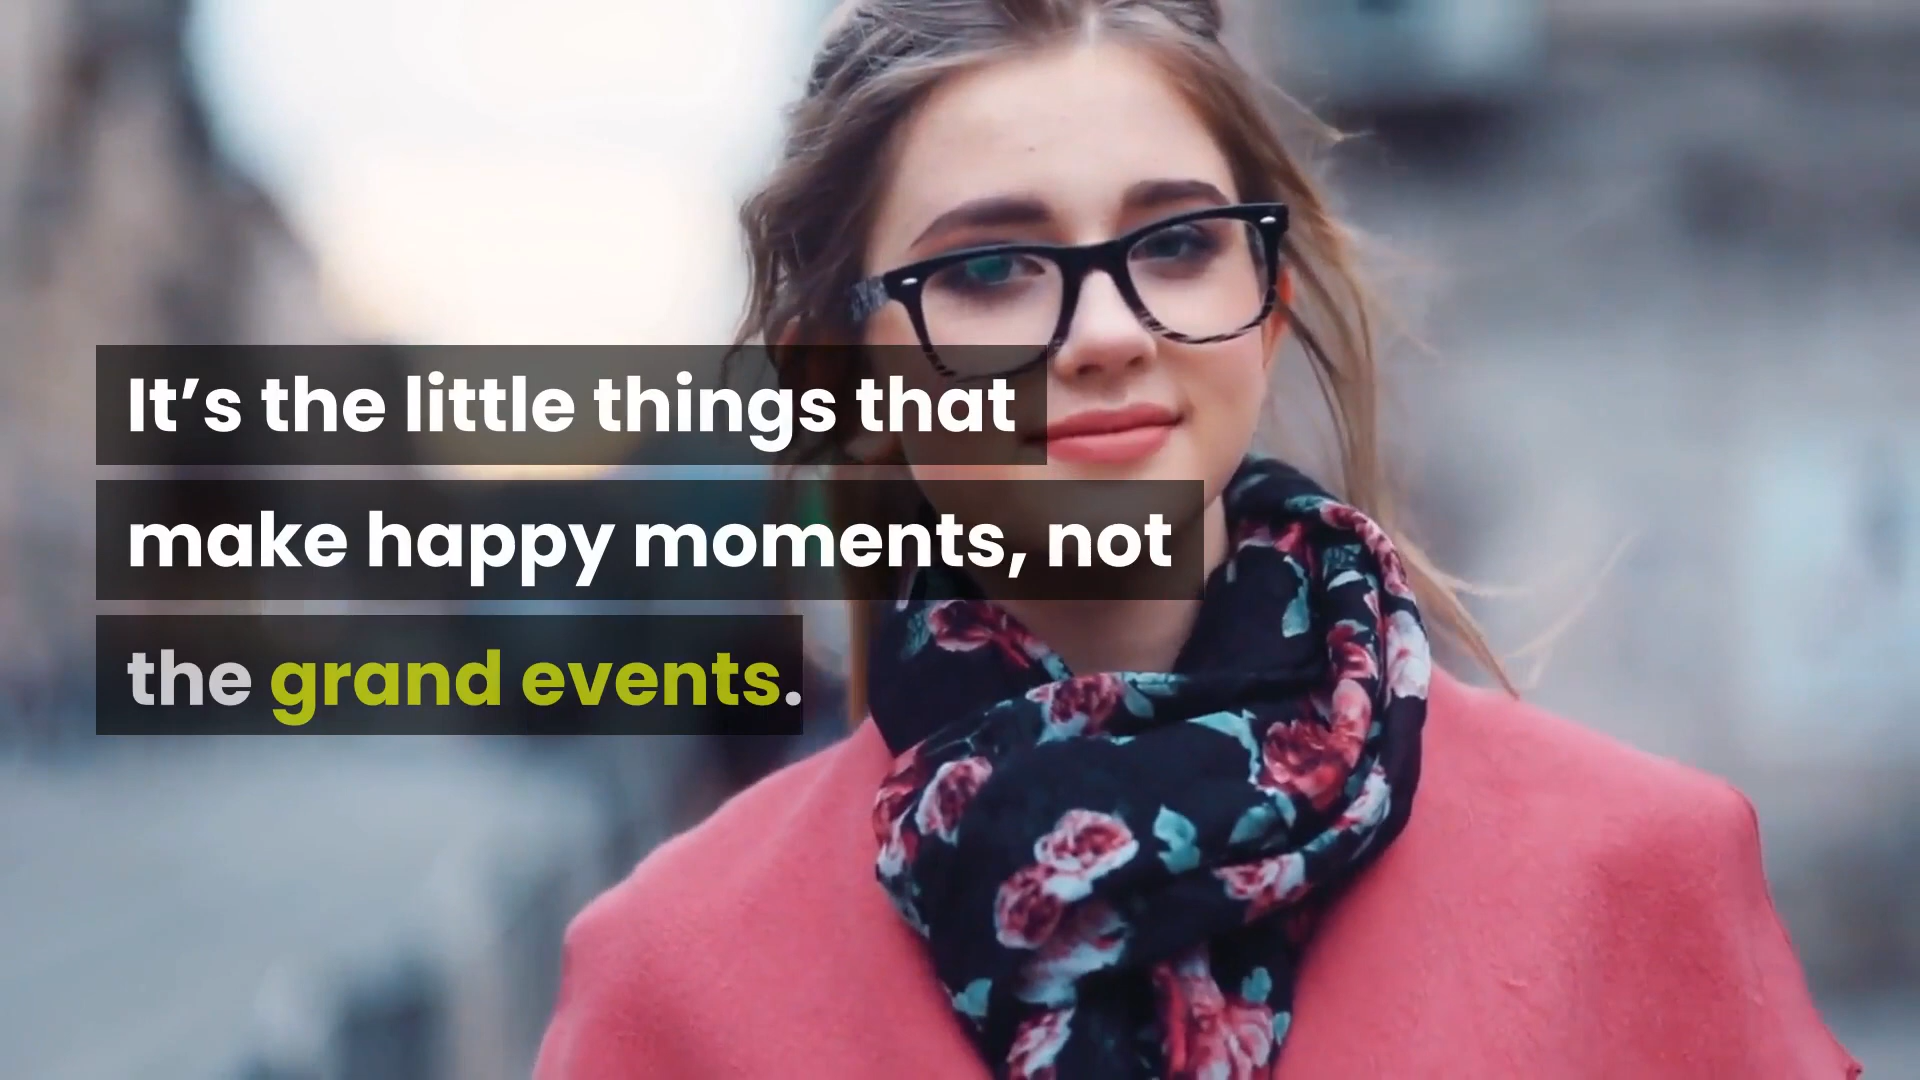 It’s the little things that
make happy moments, not
the grand events.